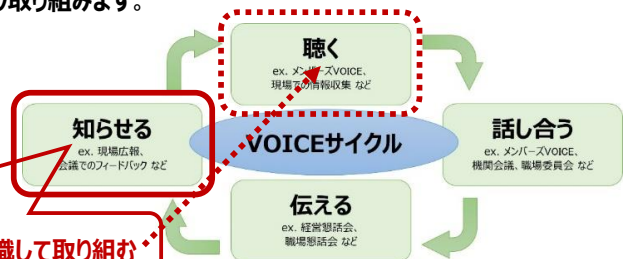 取り組みます。
聴く
ex. メンバーズVOICE、
現場での情報収集 など
知らせる
ex. 現場広報、
会議でのフィードバック など
VOICEサイクル
話し合う
ex. メンバーズVOICE、
機関会議、職場委員会 など
伝える
ex. 経営懇話会、
職場懇話会 など
して取り組む